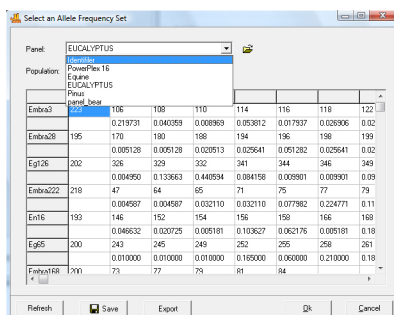 Select an Allele Frequency Set
Panel: EUCALYPTUS
Identifiler
PowerPlex 16
Population: Equine
EUCALYPTUS
Pinus
panel_bear
Embra3 223 106 108 110 114 116 118 122
0.219731 0.040359 0.008969 0.053812 0.017937 0.026906 0.02
Embra28 195 170 180 188 194 196 198 199
0.005128 0.005128 0.020513 0.025641 0.051282 0.025641 0.02
Eg126 202 326 329 332 341 344 346 349
0.004950 0.133663 0.440594 0.084158 0.009901 0.009901 0.09
Embra222 218 47 64 65 71 75 77 79
0.004587 0.004587 0.032110 0.032110 0.077982 0.224771 0.11
En16 193 146 152 154 156 158 166 168
0.046632 0.020725 0.005181 0.103627 0.062176 0.005181 0.18
Eg65 200 243 245 249 252 255 258 261
0.010000 0.010000 0.010000 0.165000 0.060000 0.210000 0.18
Embra168 200 73 77 79 81 84
Refresh Save Export Ok Cancel